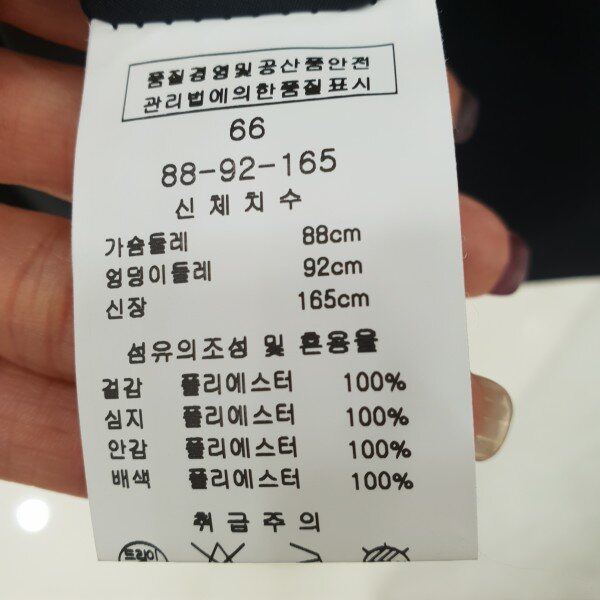 품질경영및공산품안전
관리법에의한품질표시
66
88-92-165
신체치수
가슴둘레 88cm
엉덩이둘레 92cm
신장 165cm
섬유의조성 및 혼용율
겉감 폴리에스터 100%
심지 폴리에스터 100%
안감 폴리에스터 100%
배색 폴리에스터 100%
취급주의
드라이